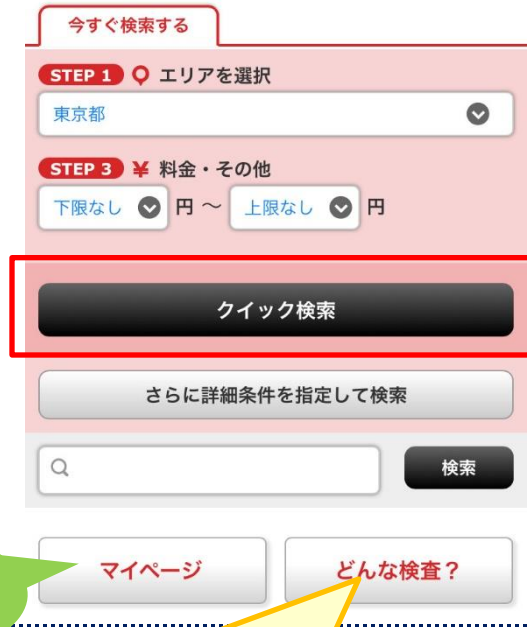 今すぐ検索する
STEP 1 エリアを選択
東京都
STEP 3 ¥ 料金・その他
下限なし 円 ～ 上限なし 円
クイック検索
さらに詳細条件を指定して検索
検索
マイページ どんな検査？